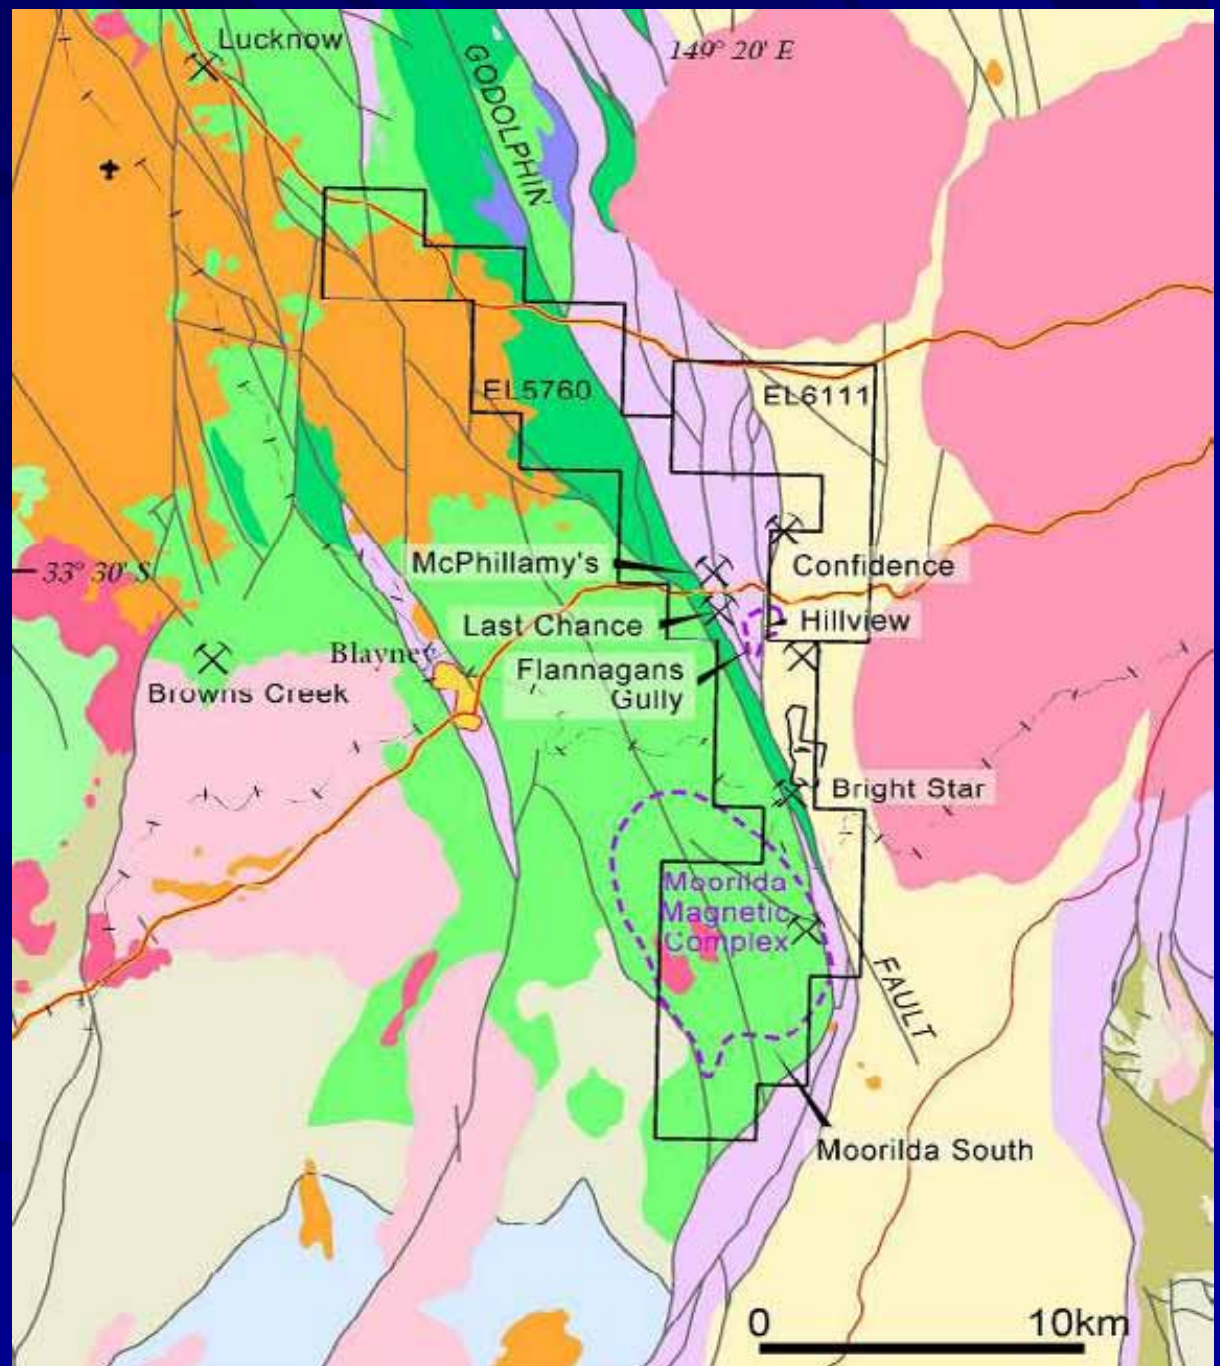 Lucknow
GODOLPHIN
149° 20' E
EL5760
EL6111
McPhillamy's
33° 30' S
Confidence
Last Chance
Hillview
Blayney
Flannagans
Gully
Browns Creek
Bright Star
Moorilda
Magnetic
Complex
FAULT
Moorilda South
0
10km